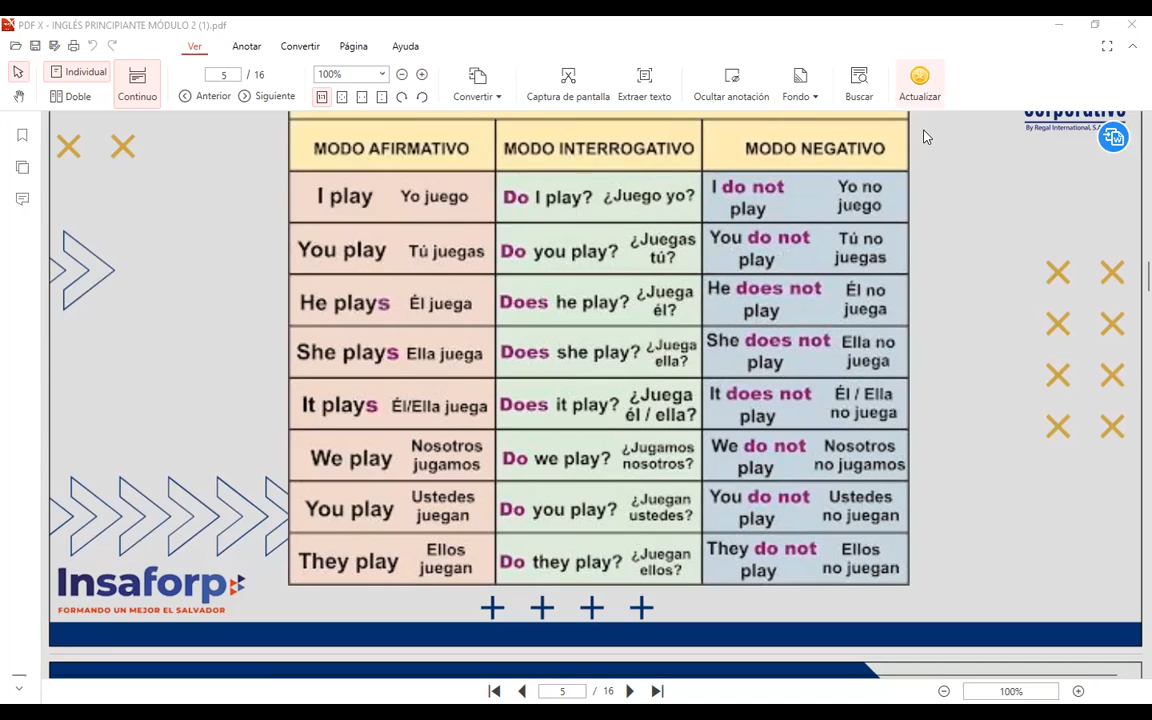 PDF X - INGLÉS PRINCIPIANTE MÓDULO 2 (1).pdf
Ver Anotar Convertir Página Ayuda
Individual
Doble
Continuo
5 / 16
Anterior Siguiente
100%
Convertir
Captura de pantalla
Extraer texto
Ocultar anotación
Fondo
Buscar
Actualizar
By Regal International, S.A.
MODO AFIRMATIVO MODO INTERROGATIVO MODO NEGATIVO
I play Yo juego Do I play? ¿Juego yo? I do not play Yo no juego
You play Tú juegas Do you play? ¿Juegas tú? You do not play Tú no juegas
He plays Él juega Does he play? ¿Juega él? He does not play Él no juega
She plays Ella juega Does she play? ¿Juega ella? She does not play Ella no juega
It plays Él/Ella juega Does it play? ¿Juega él / ella? It does not play Él / Ella no juega
We play Nosotros jugamos Do we play? ¿Jugamos nosotros? We do not play Nosotros no jugamos
You play Ustedes juegan Do you play? ¿Juegan ustedes? You do not play Ustedes no juegan
They play Ellos juegan Do they play? ¿Juegan ellos? They do not play Ellos no juegan
Insaforp
FORMANDO UN MEJOR EL SALVADOR
5 / 16
100%